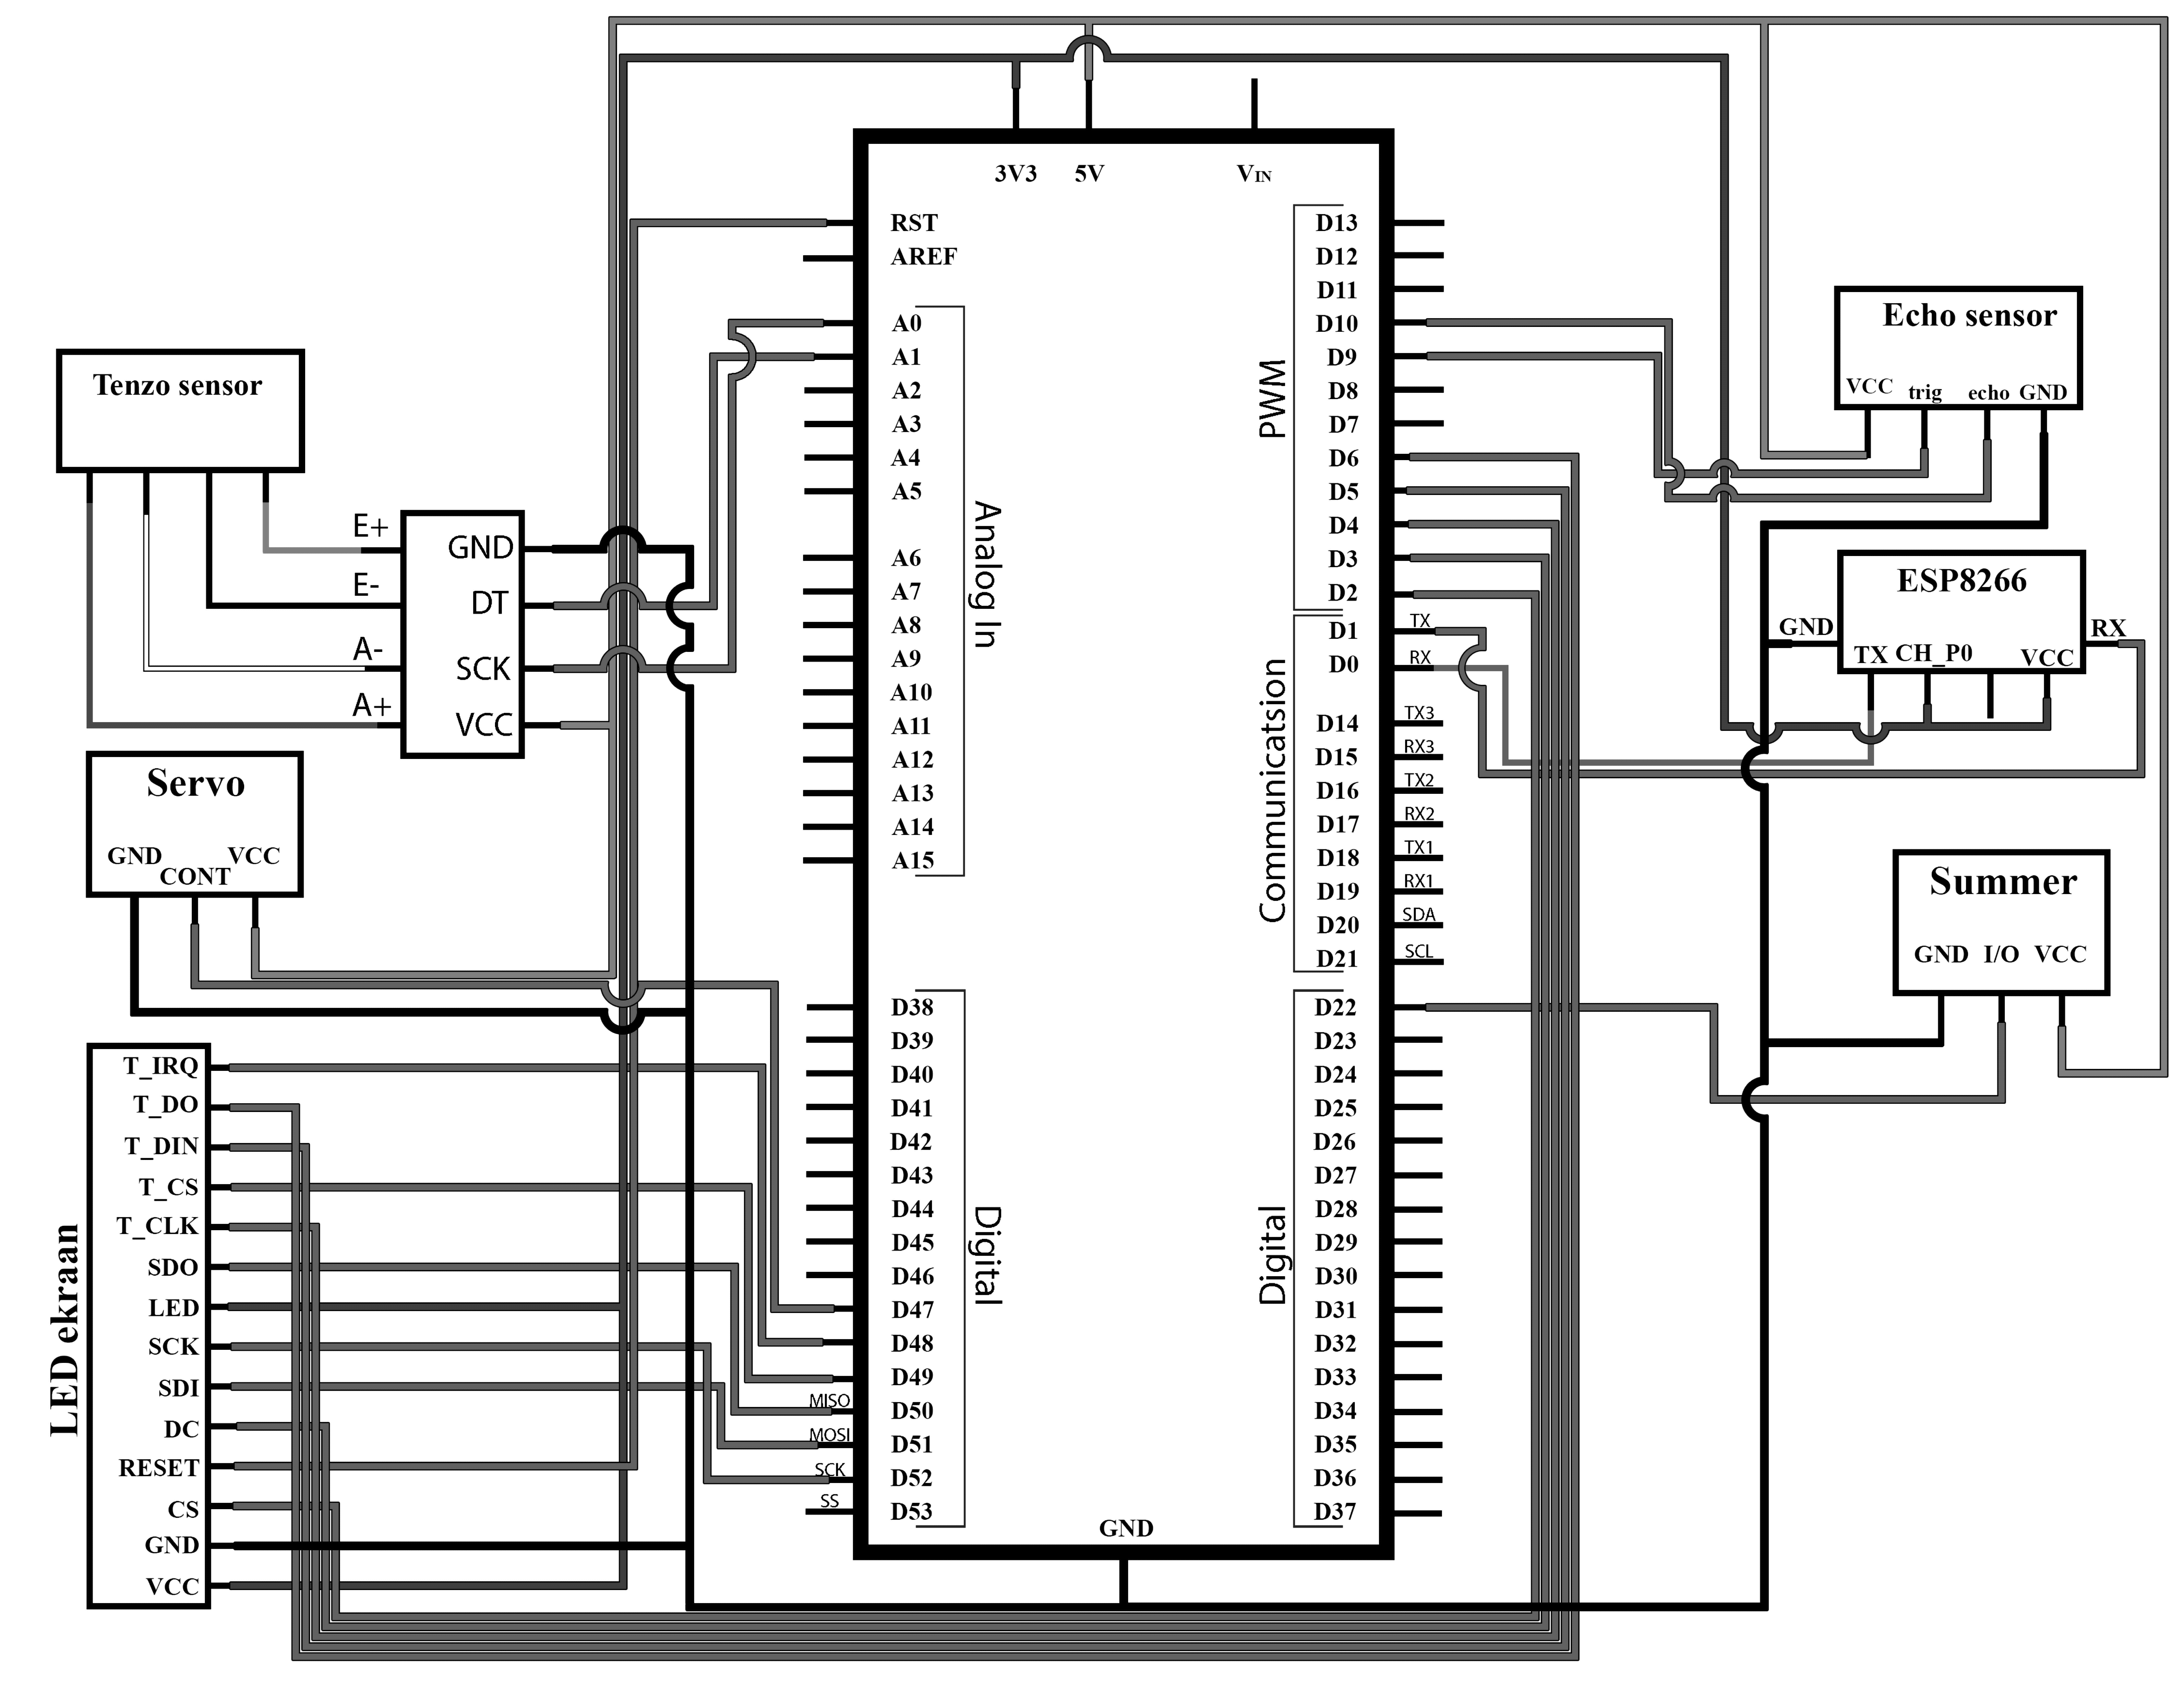 3V3 5V VIN
RST
AREF
A0
A1
A2
A3
A4
A5
A6
A7
A8
A9
A10
A11
A12
A13
A14
A15
Analog In
D38
D39
D40
D41
D42
D43
D44
D45
D46
D47
D48
D49
MISO D50
MOSI D51
SCK D52
SS D53
Digital
D13
D12
D11
D10
D9
D8
D7
D6
D5
D4
D3
D2
PWM
D1 TX
D0 RX
D14 TX3
D15 RX3
D16 TX2
D17 RX2
D18 TX1
D19 RX1
D20 SDA
D21 SCL
Communicatsion
D22
D23
D24
D25
D26
D27
D28
D29
D30
D31
D32
D33
D34
D35
D36
D37
Digital
GND
Tenzo sensor
E+
E-
A-
A+
GND
DT
SCK
VCC
Servo
GND CONT VCC
LED ekraan
T_IRQ
T_DO
T_DIN
T_CS
T_CLK
SDO
LED
SCK
SDI
DC
RESET
CS
GND
VCC
Echo sensor
VCC trig echo GND
ESP8266
GND RX
TX CH_P0 VCC
Summer
GND I/O VCC